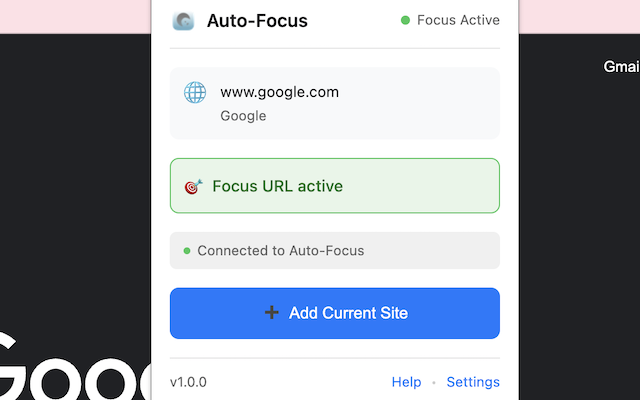 Auto-Focus
Focus Active
www.google.com
Google
Focus URL active
Connected to Auto-Focus
Add Current Site
v1.0.0
Help • Settings
Gmai
Goo